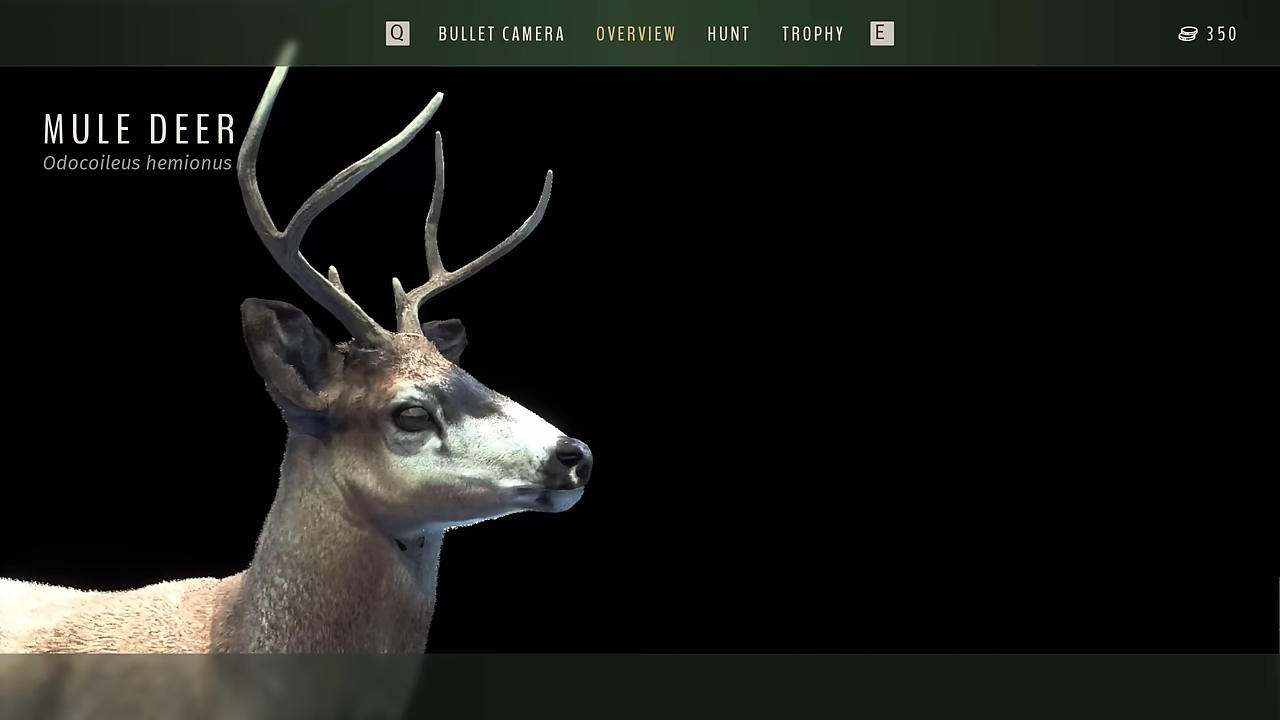 Q BULLET CAMERA OVERVIEW HUNT TROPHY E 350
MULE DEER
Odocoileus hemionus